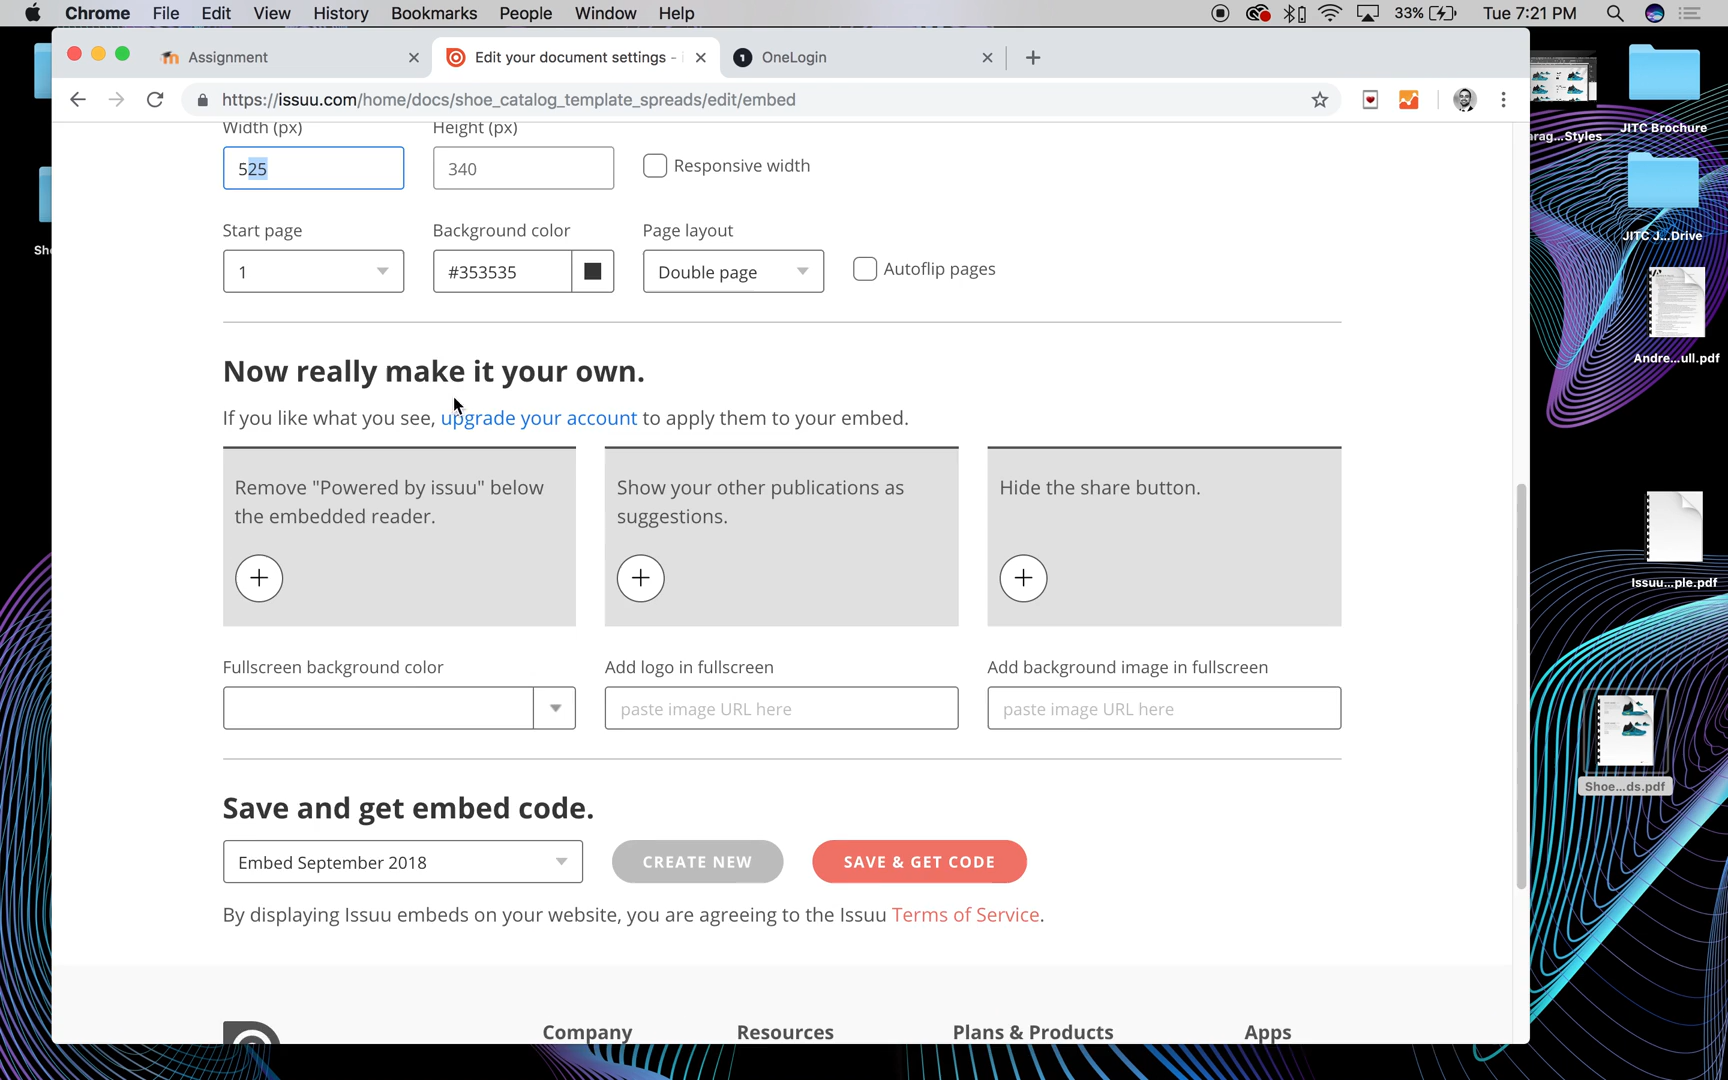 Chrome File Edit View History Bookmarks People Window Help 33% Tue 7:21 PM
Assignment
Edit your document settings -
1 OneLogin
https://issuu.com/home/docs/shoe_catalog_template_spreads/edit/embed
Width (px) Height (px)
525 340 Responsive width
Start page Background color Page layout
1 #353535 Double page Autoflip pages
Now really make it your own.
If you like what you see, upgrade your account to apply them to your embed.
Remove "Powered by issuu" below
the embedded reader.
Show your other publications as
suggestions.
Hide the share button.
Fullscreen background color Add logo in fullscreen Add background image in fullscreen
paste image URL here paste image URL here
Save and get embed code.
Embed September 2018 CREATE NEW SAVE & GET CODE
By displaying Issuu embeds on your website, you are agreeing to the Issuu Terms of Service.
Company Resources Plans & Products Apps
Sho
arag...Styles
JITC Brochure
JITC J...Drive
Andre...ull.pdf
Issuu...ple.pdf
Shoe...ds.pdf